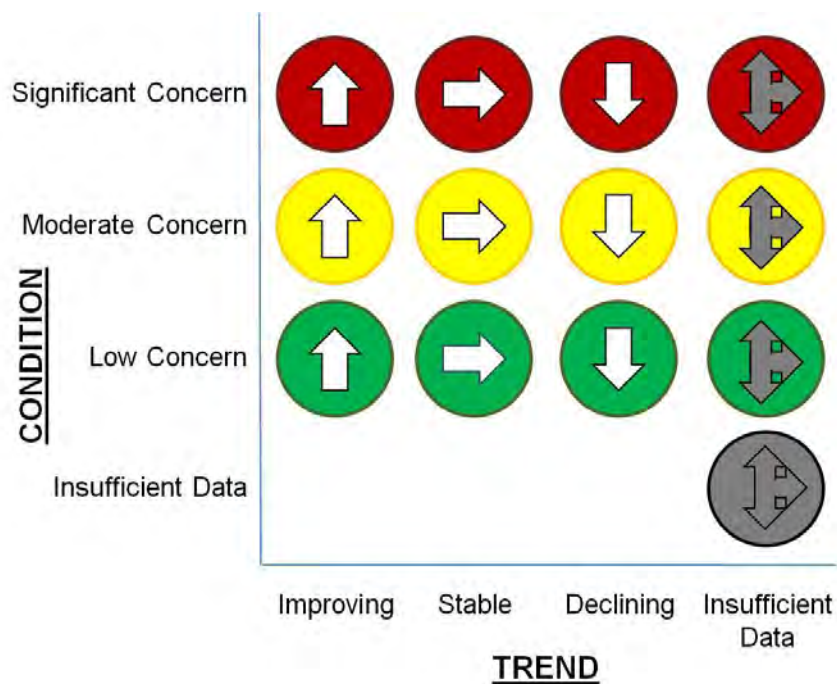 Significant Concern
Moderate Concern
CONDITION
Low Concern
Insufficient Data
Improving
Stable
Declining
Insufficient
Data
TREND